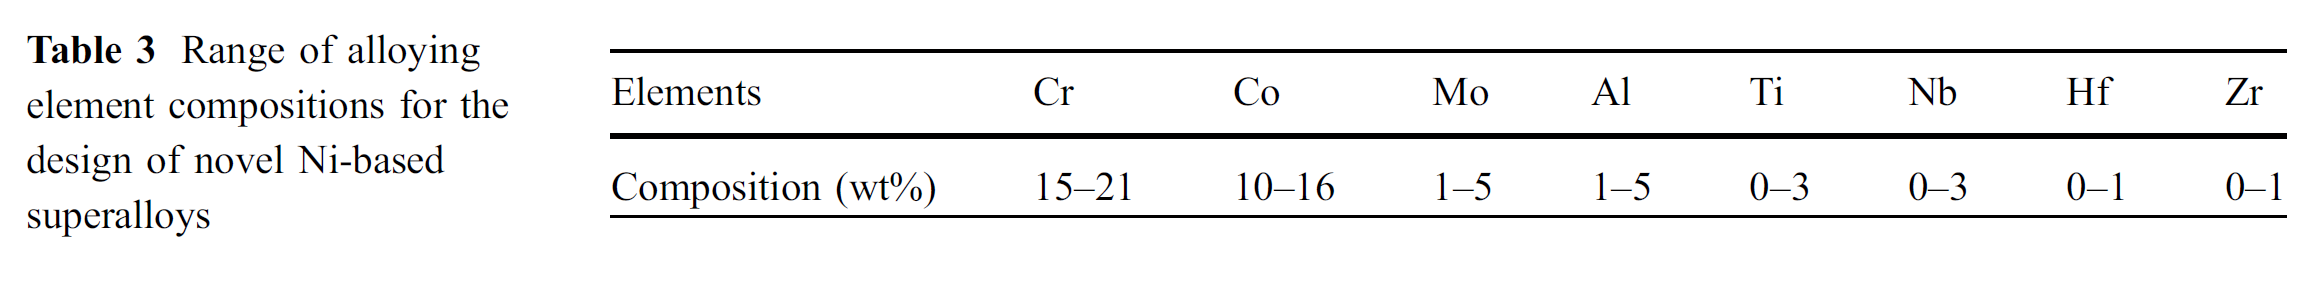 Table 3 Range of alloying
element compositions for the
design of novel Ni-based
superalloys
Elements Cr Co Mo Al Ti Nb Hf Zr
Composition (wt%) 15–21 10–16 1–5 1–5 0–3 0–3 0–1 0–1